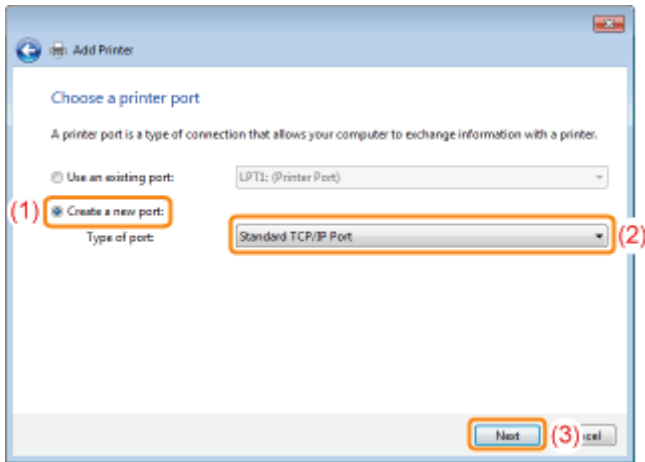 Add Printer
Choose a printer port
A printer port is a type of connection that allows your computer to exchange information with a printer.
Use an existing port: LPT1: (Printer Port)
(1) Create a new port:
Type of port: Standard TCP/IP Port (2)
Next (3)